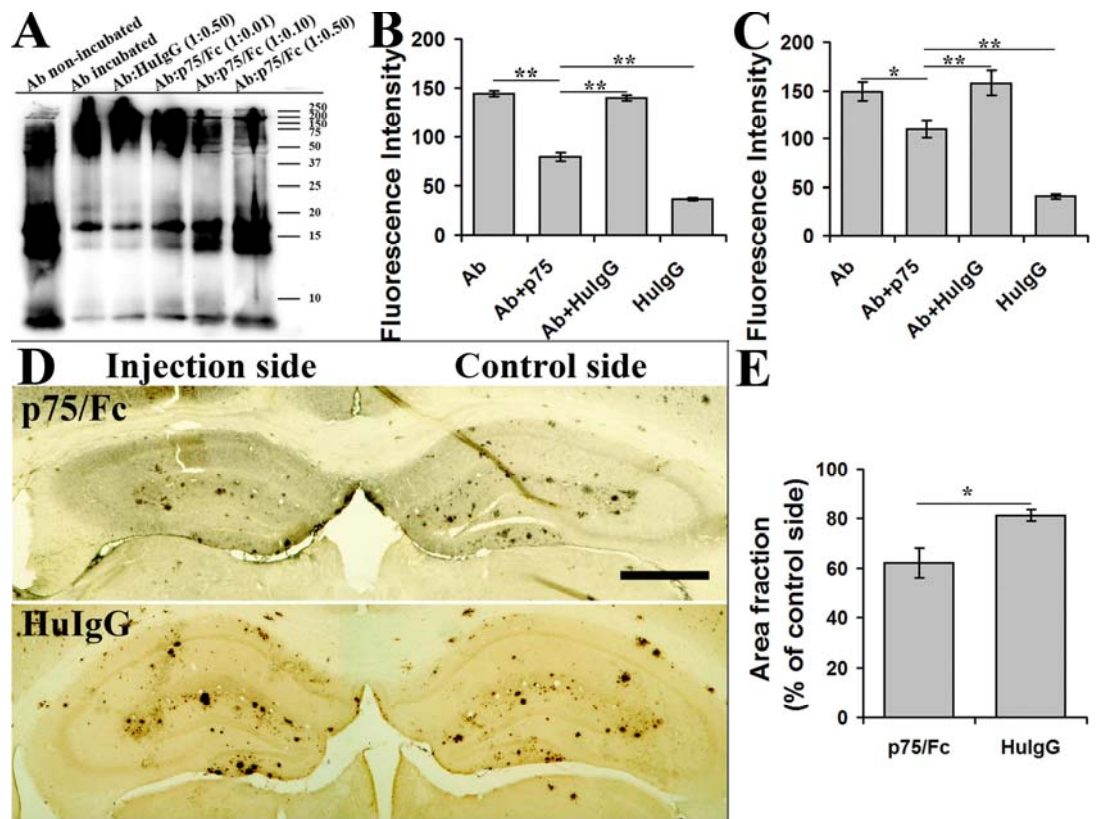 A
Ab non-incubated
Ab incubated
Ab:HuIgG (1:0.50)
Ab:p75/Fc (1:0.01)
Ab:p75/Fc (1:0.10)
Ab:p75/Fc (1:0.50)
250
200
150
75
50
37
25
20
15
10
B
Fluorescence Intensity
200
150
100
50
0
**
**
**
Ab
Ab+p75
Ab+HuIgG
HuIgG
C
Fluorescence Intensity
200
150
100
50
0
*
**
**
Ab
Ab+p75
Ab+HuIgG
HuIgG
D
Injection side
Control side
p75/Fc
HuIgG
E
Area fraction
(% of control side)
100
80
60
40
20
0
*
p75/Fc
HuIgG